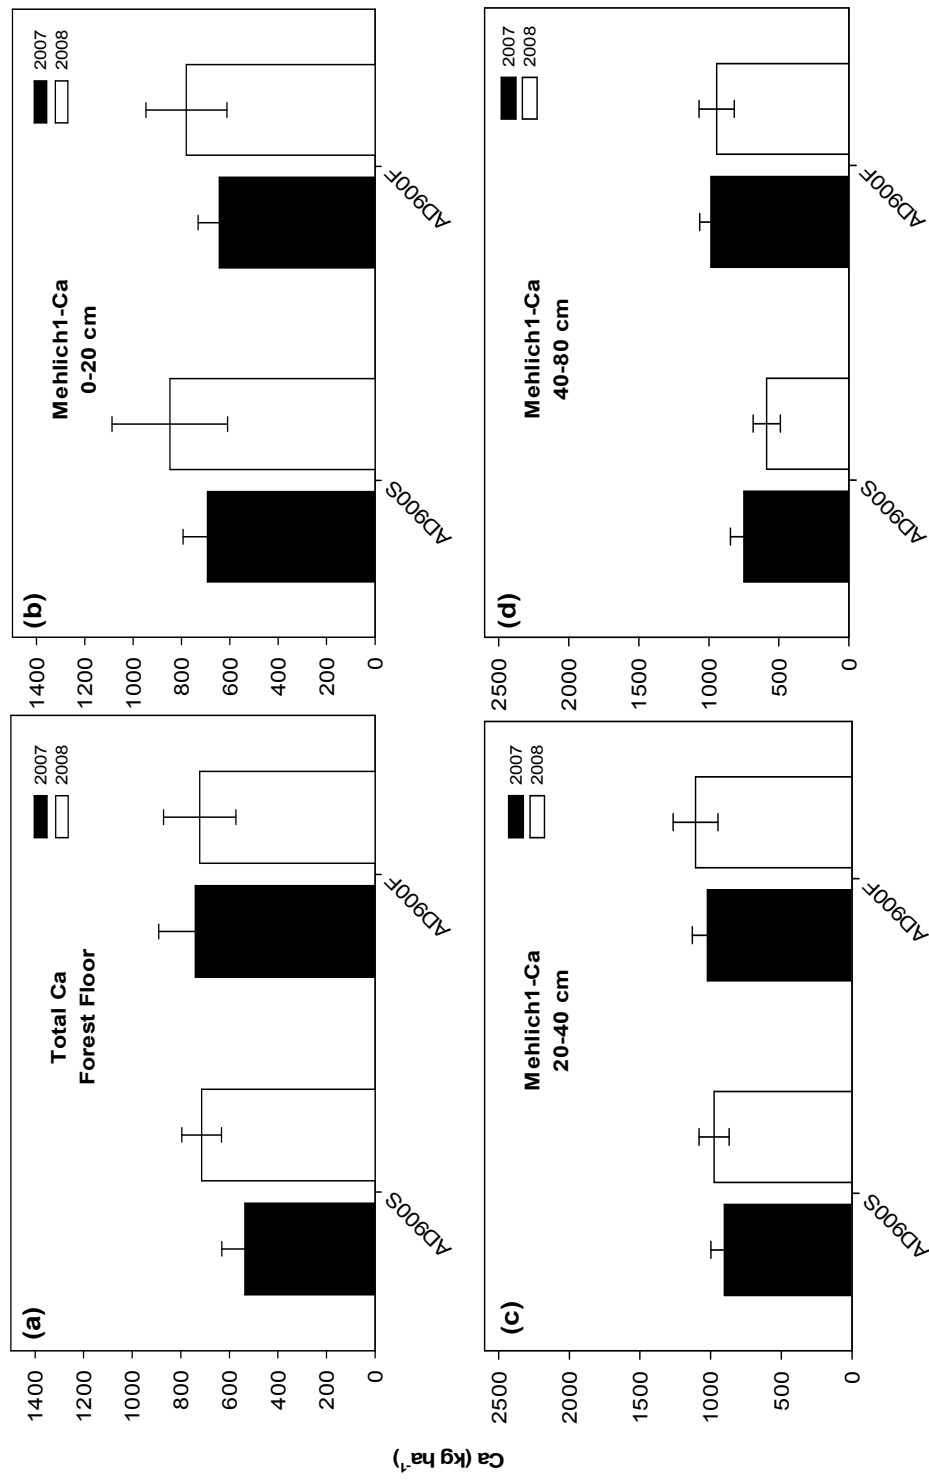 Ca (kg ha-1)
(a)
Total Ca
Forest Floor
2007
2008
1400
1200
1000
800
600
400
200
0
AD900S
AD900F
(b)
Mehlich1-Ca
0-20 cm
2007
2008
1400
1200
1000
800
600
400
200
0
AD900S
AD900F
(c)
Mehlich1-Ca
20-40 cm
2007
2008
2500
2000
1500
1000
500
0
AD900S
AD900F
(d)
Mehlich1-Ca
40-80 cm
2007
2008
2500
2000
1500
1000
500
0
AD900S
AD900F